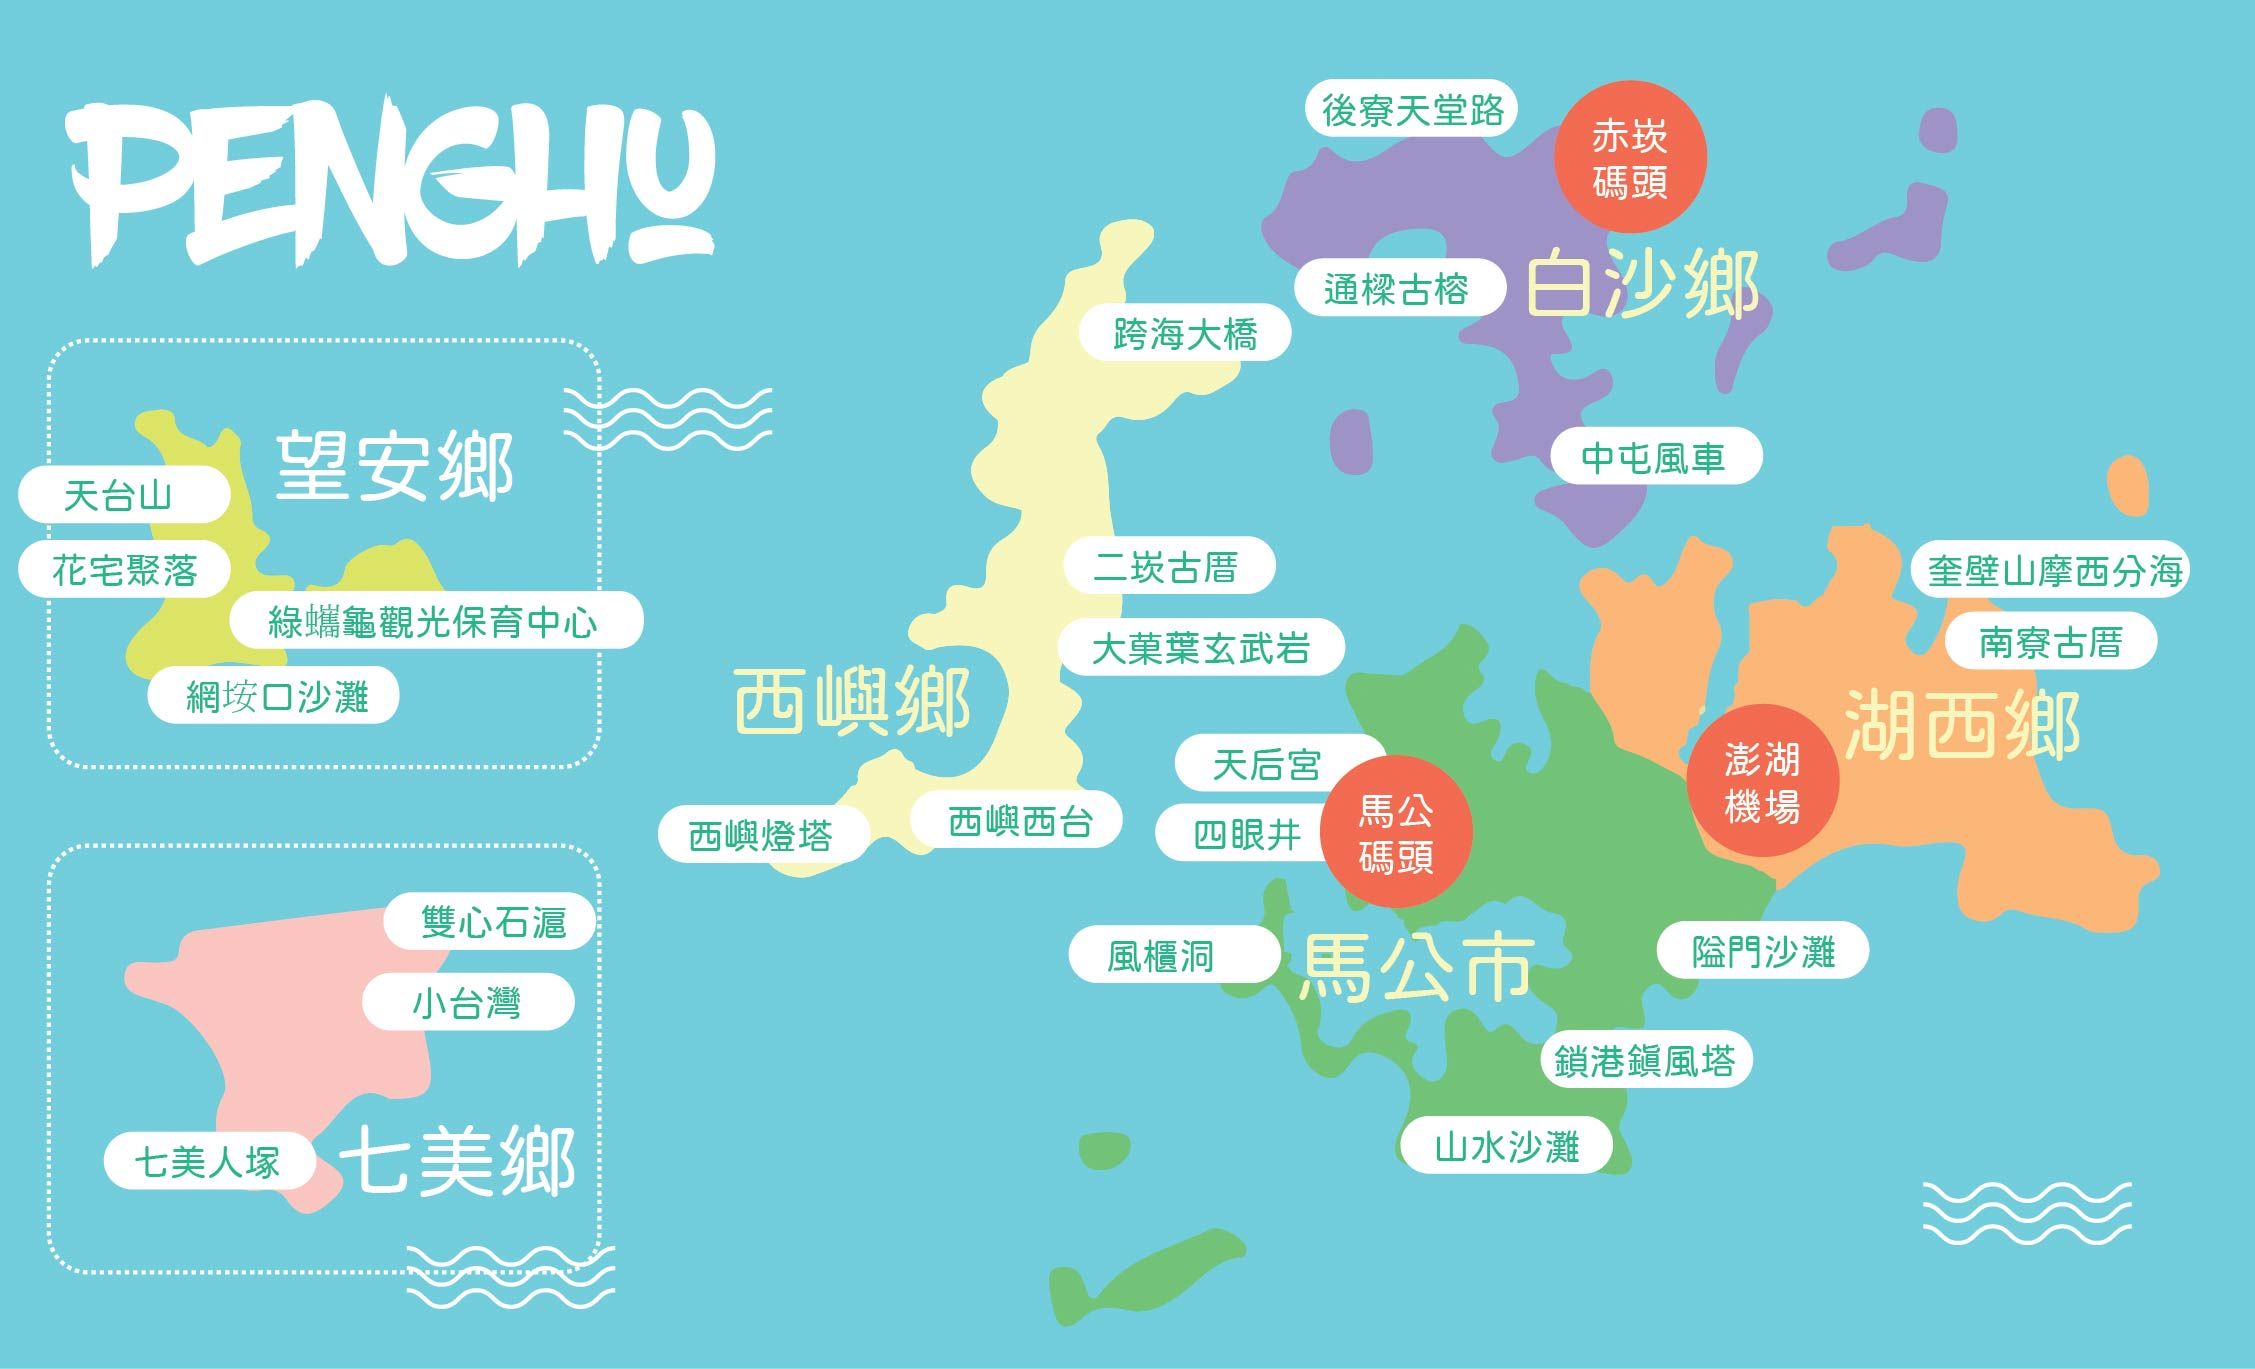 PENGHU
後寮天堂路
赤崁
碼頭
通樑古榕
白沙鄉
跨海大橋
中屯風車
望安鄉
天台山
花宅聚落
綠蠵龜觀光保育中心
網垵口沙灘
二崁古厝
大菓葉玄武岩
西嶼鄉
西嶼燈塔
西嶼西台
奎壁山摩西分海
南寮古厝
湖西鄉
澎湖
機場
天后宮
四眼井
馬公
碼頭
風櫃洞
馬公市
隘門沙灘
鎖港鎮風塔
山水沙灘
雙心石滬
小台灣
七美人塚
七美鄉